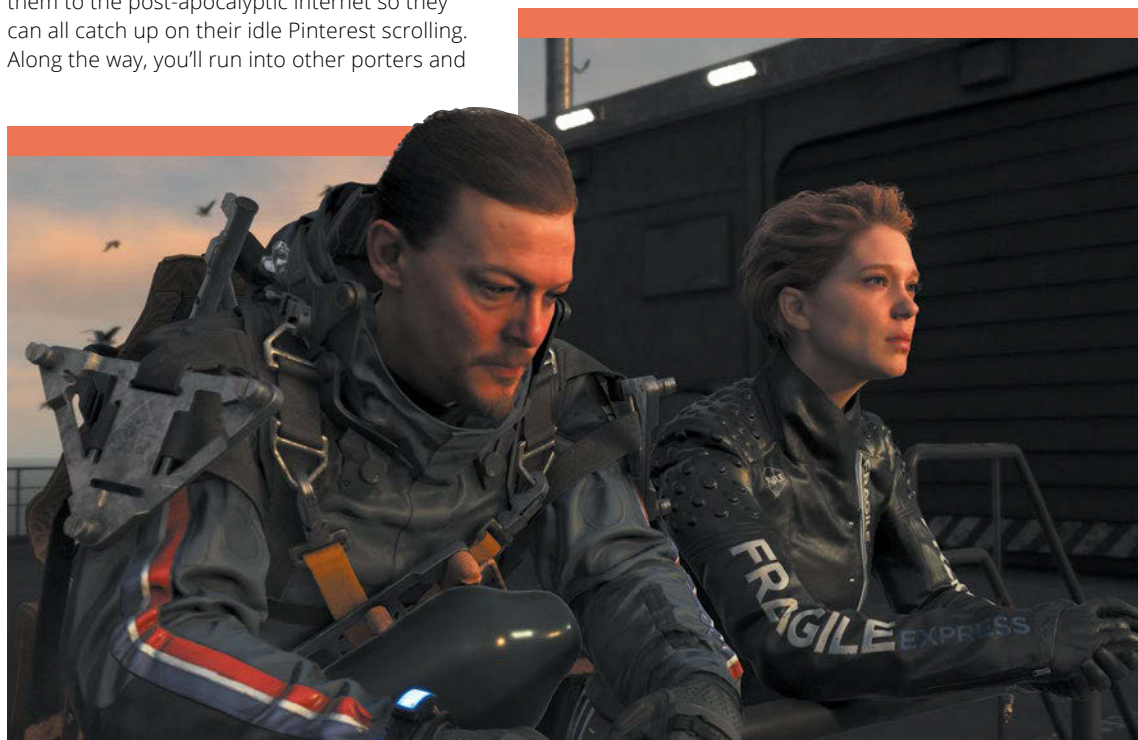 them to the post-apocalyptic internet so they
can all catch up on their idle Pinterest scrolling.
Along the way, you'll run into other porters and
FRAGILE EXPRESS